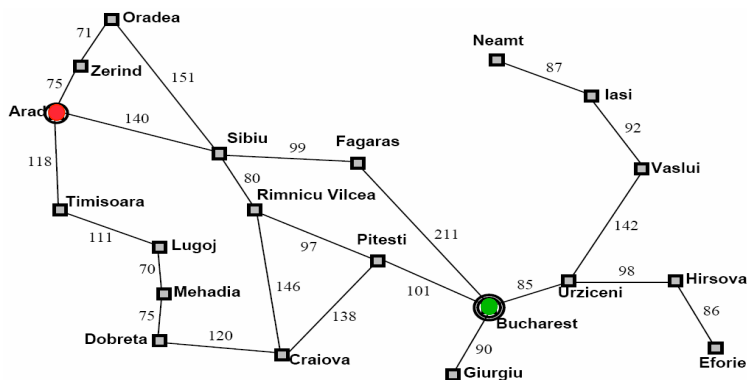 Oradea
71
Neamt
Zerind
87
75
151
Iasi
Arad
140
92
Sibiu
Fagaras
99
118
Vaslui
80
Timisoara
Rimnicu Vilcea
142
111
97
Pitesti
211
Lugoj
70
98
Hirsova
146
85
Mehadia
101
Urziceni
86
75
138
Bucharest
Dobreta
120
90
Craiova
Eforie
Giurgiu